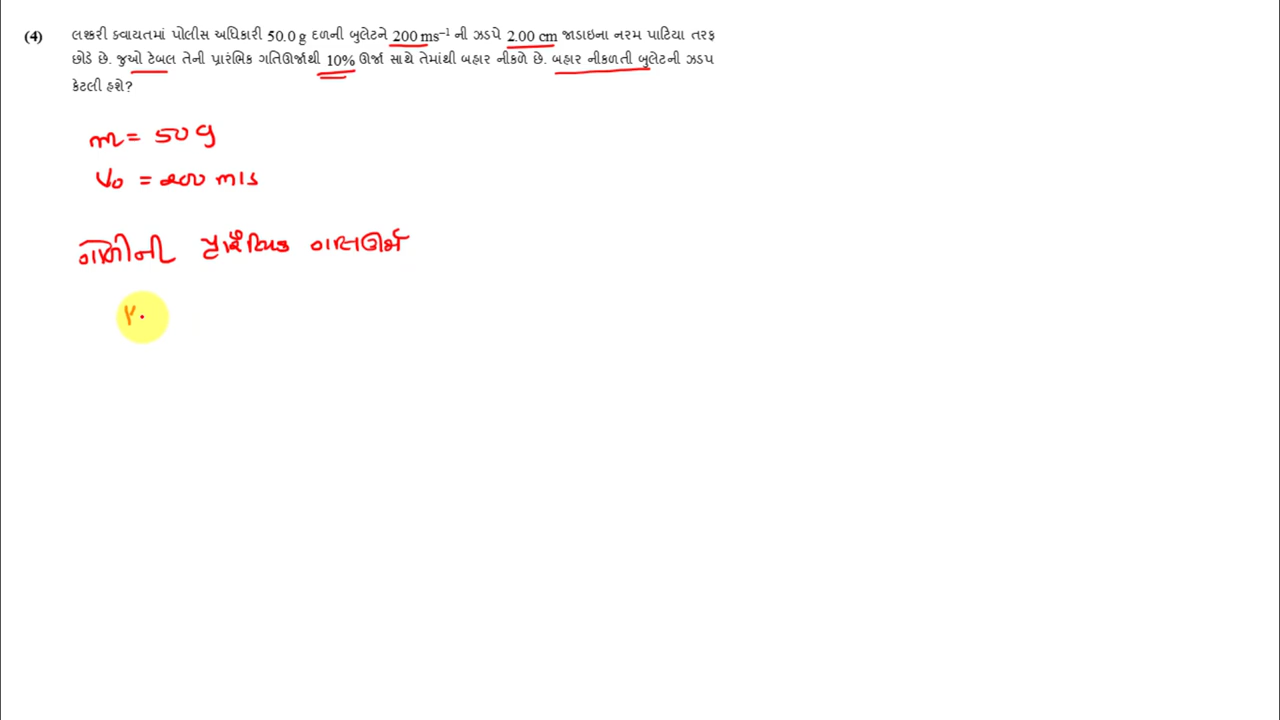 (4) લશ્કરી કવાયતમાં પોલીસ અધિકારી 50.0 g દળની બુલેટને 200 ms⁻¹ ની ઝડપે 2.00 cm જાડાઇના નરમ પાટિયા તરફ
છોડે છે. જુઓ ટેબલ તેની પ્રારંભિક ગતિઊર્જાથી 10% ઊર્જા સાથે તેમાંથી બહાર નીકળે છે. બહાર નીકળતી બુલેટની ઝડપ
કેટલી હશે?
m = 50 g
V₀ = 200 m/s
ગોળીની પ્રારંભિક ગતિઊર્જા